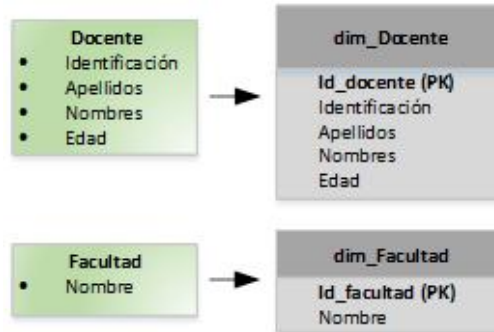 Docente
• Identificación
• Apellidos
• Nombres
• Edad
dim_Docente
Id_docente (PK)
Identificación
Apellidos
Nombres
Edad
Facultad
• Nombre
dim_Facultad
Id_facultad (PK)
Nombre